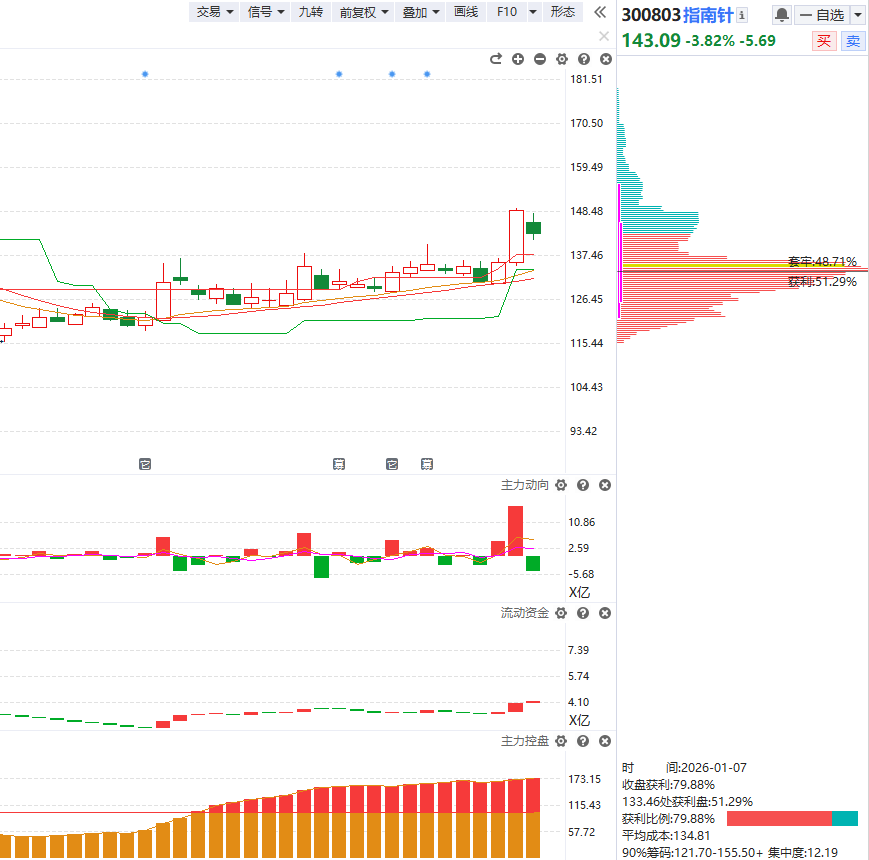 交易 信号 九转 前复权 叠加 画线 F10 形态
300803指南针 自选
143.09 -3.82% -5.69 买 卖
181.51
170.50
159.49
148.48
137.46
126.45
115.44
104.43
93.42
套牢:48.71%
获利:51.29%
主力动向
10.86
2.59
-5.68
X亿
流动资金
7.39
5.74
4.10
X亿
主力控盘
173.15
115.43
57.72
时 间:2026-01-07
收盘获利:79.88%
133.46处获利盘:51.29%
获利比例:79.88%
平均成本:134.81
90%筹码:121.70-155.50+ 集中度:12.19